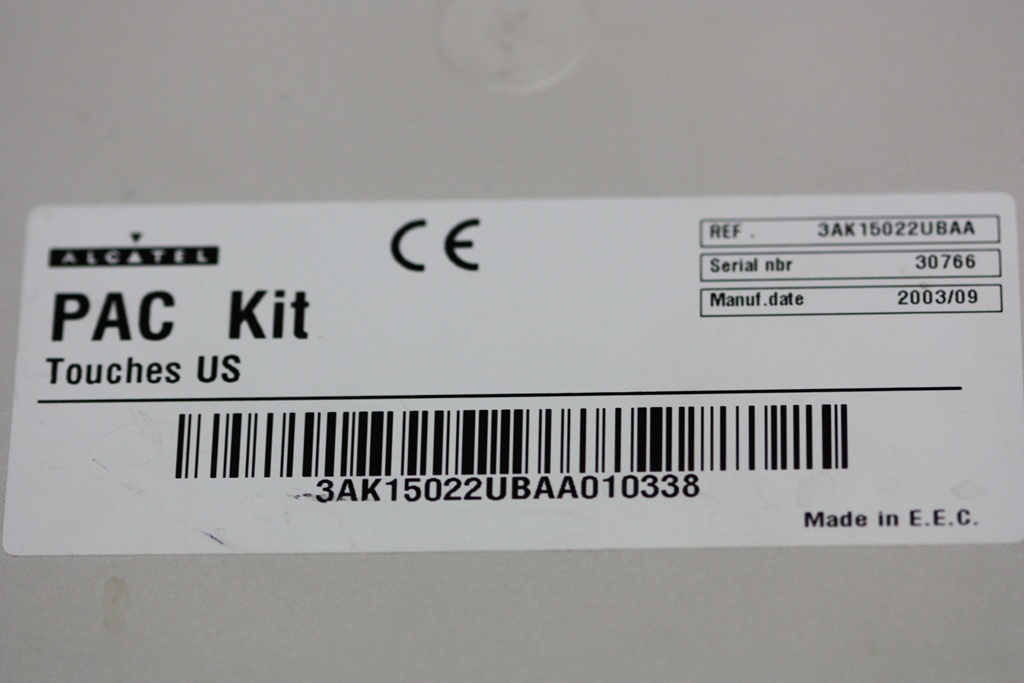 ALCATEL
CE
PAC Kit
Touches US
REF . 3AK15022UBAA
Serial nbr 30766
Manuf.date 2003/09
3AK15022UBAA010338
Made in E.E.C.